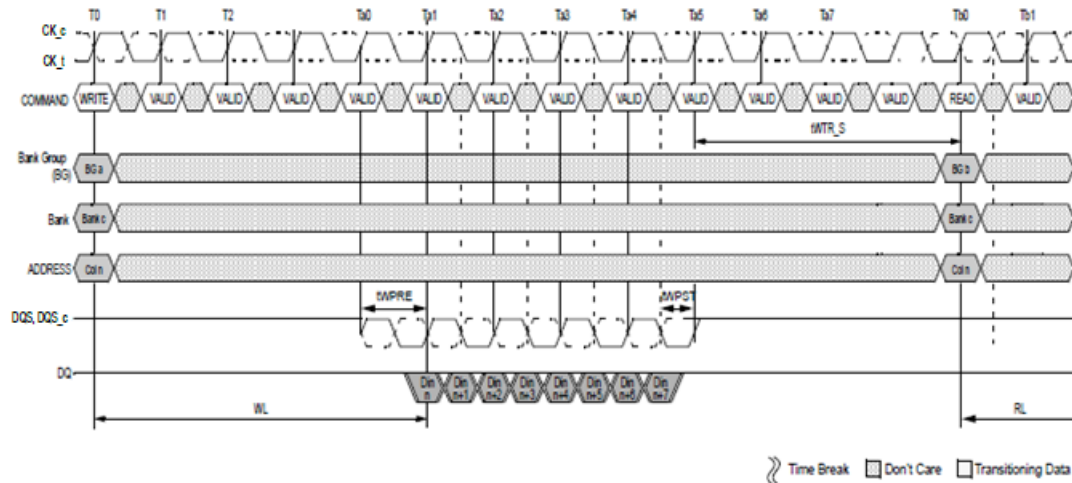 T0 T1 T2 Ta0 Ta1 Ta2 Ta3 Ta4 Ta5 Ta6 Ta7 Tb0 Tb1
CK_c
CK_t
COMMAND WRITE VALID VALID VALID VALID VALID VALID VALID VALID VALID VALID VALID VALID READ VALID
tWTR_S
Bank Group
(BG) BG a BG b
Bank Bank c Bank c
ADDRESS Col n Col n
tWPRE tWPST
DQS, DQS_c
DQ Din n Din n+1 Din n+2 Din n+3 Din n+4 Din n+5 Din n+6 Din n+7
WL RL
Time Break Don't Care Transitioning Data